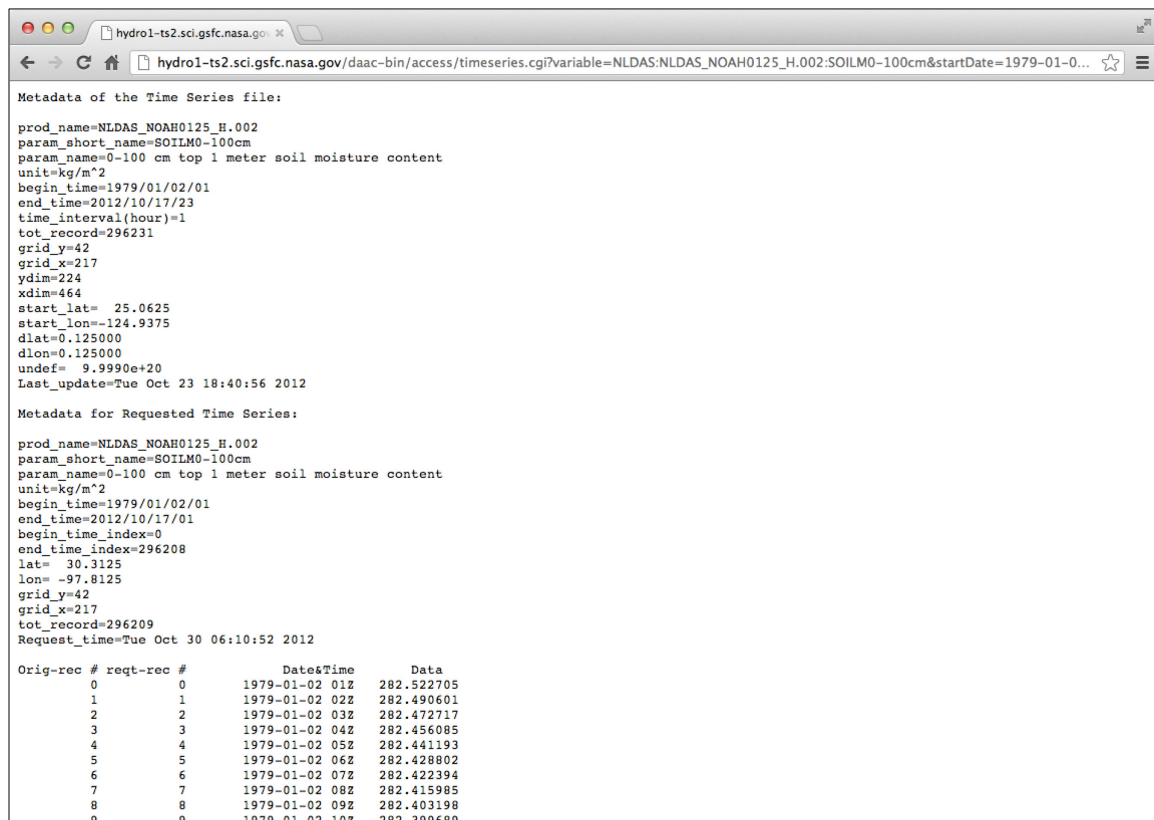 hydro1-ts2.sci.gsfc.nasa.go
hydro1-ts2.sci.gsfc.nasa.gov/daac-bin/access/timeseries.cgi?variable=NLDAS:NLDAS_NOAH0125_H.002:SOILM0-100cm&startDate=1979-01-0...
Metadata of the Time Series file:
prod_name=NLDAS_NOAH0125_H.002
param_short_name=SOILM0-100cm
param_name=0-100 cm top 1 meter soil moisture content
unit=kg/m^2
begin_time=1979/01/02/01
end_time=2012/10/17/23
time_interval(hour)=1
tot_record=296231
grid_y=42
grid_x=217
ydim=224
xdim=464
start_lat=  25.0625
start_lon=-124.9375
dlat=0.125000
dlon=0.125000
undef=  9.9990e+20
Last_update=Tue Oct 23 18:40:56 2012
Metadata for Requested Time Series:
prod_name=NLDAS_NOAH0125_H.002
param_short_name=SOILM0-100cm
param_name=0-100 cm top 1 meter soil moisture content
unit=kg/m^2
begin_time=1979/01/02/01
end_time=2012/10/17/01
begin_time_index=0
end_time_index=296208
lat=  30.3125
lon= -97.8125
grid_y=42
grid_x=217
tot_record=296209
Request_time=Tue Oct 30 06:10:52 2012
Orig-rec # reqt-rec # Date&Time Data
0 0 1979-01-02 01Z 282.522705
1 1 1979-01-02 02Z 282.490601
2 2 1979-01-02 03Z 282.472717
3 3 1979-01-02 04Z 282.456085
4 4 1979-01-02 05Z 282.441193
5 5 1979-01-02 06Z 282.428802
6 6 1979-01-02 07Z 282.422394
7 7 1979-01-02 08Z 282.415985
8 8 1979-01-02 09Z 282.403198
9 9 1979-01-02 10Z 282.399689